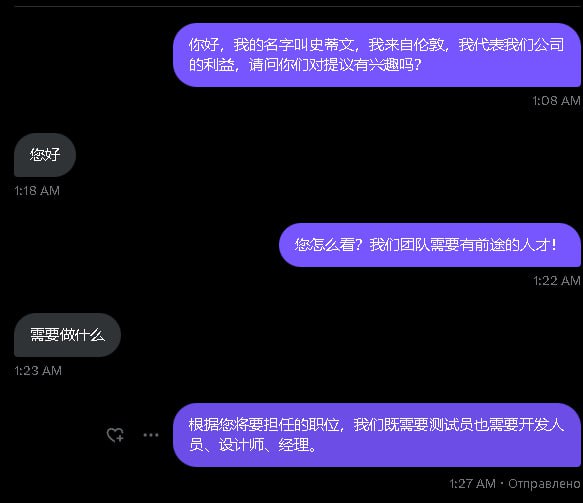 你好，我的名字叫史蒂文，我来自伦敦，我代表我们公司
的利益，请问你们对提议有兴趣吗？
1:08 AM
您好
1:18 AM
您怎么看？我们团队需要有前途的人才！
1:22 AM
需要做什么
1:23 AM
根据您将要担任的职位，我们既需要测试员也需要开发人
员、设计师、经理。
1:27 AM · Отправлено